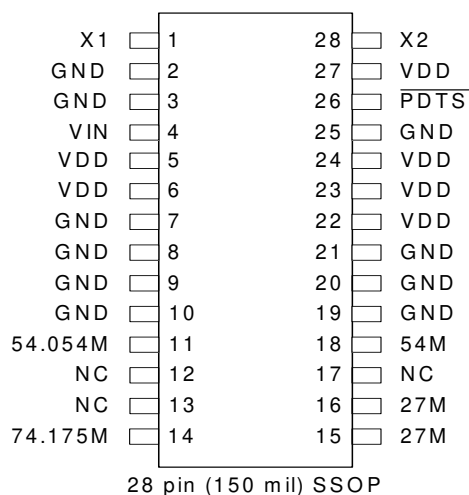 X1 1 28 X2
GND 2 27 VDD
GND 3 26 PDTS
VIN 4 25 GND
VDD 5 24 VDD
VDD 6 23 VDD
GND 7 22 VDD
GND 8 21 GND
GND 9 20 GND
GND 10 19 GND
54.054M 11 18 54M
NC 12 17 NC
NC 13 16 27M
74.175M 14 15 27M
28 pin (150 mil) SSOP